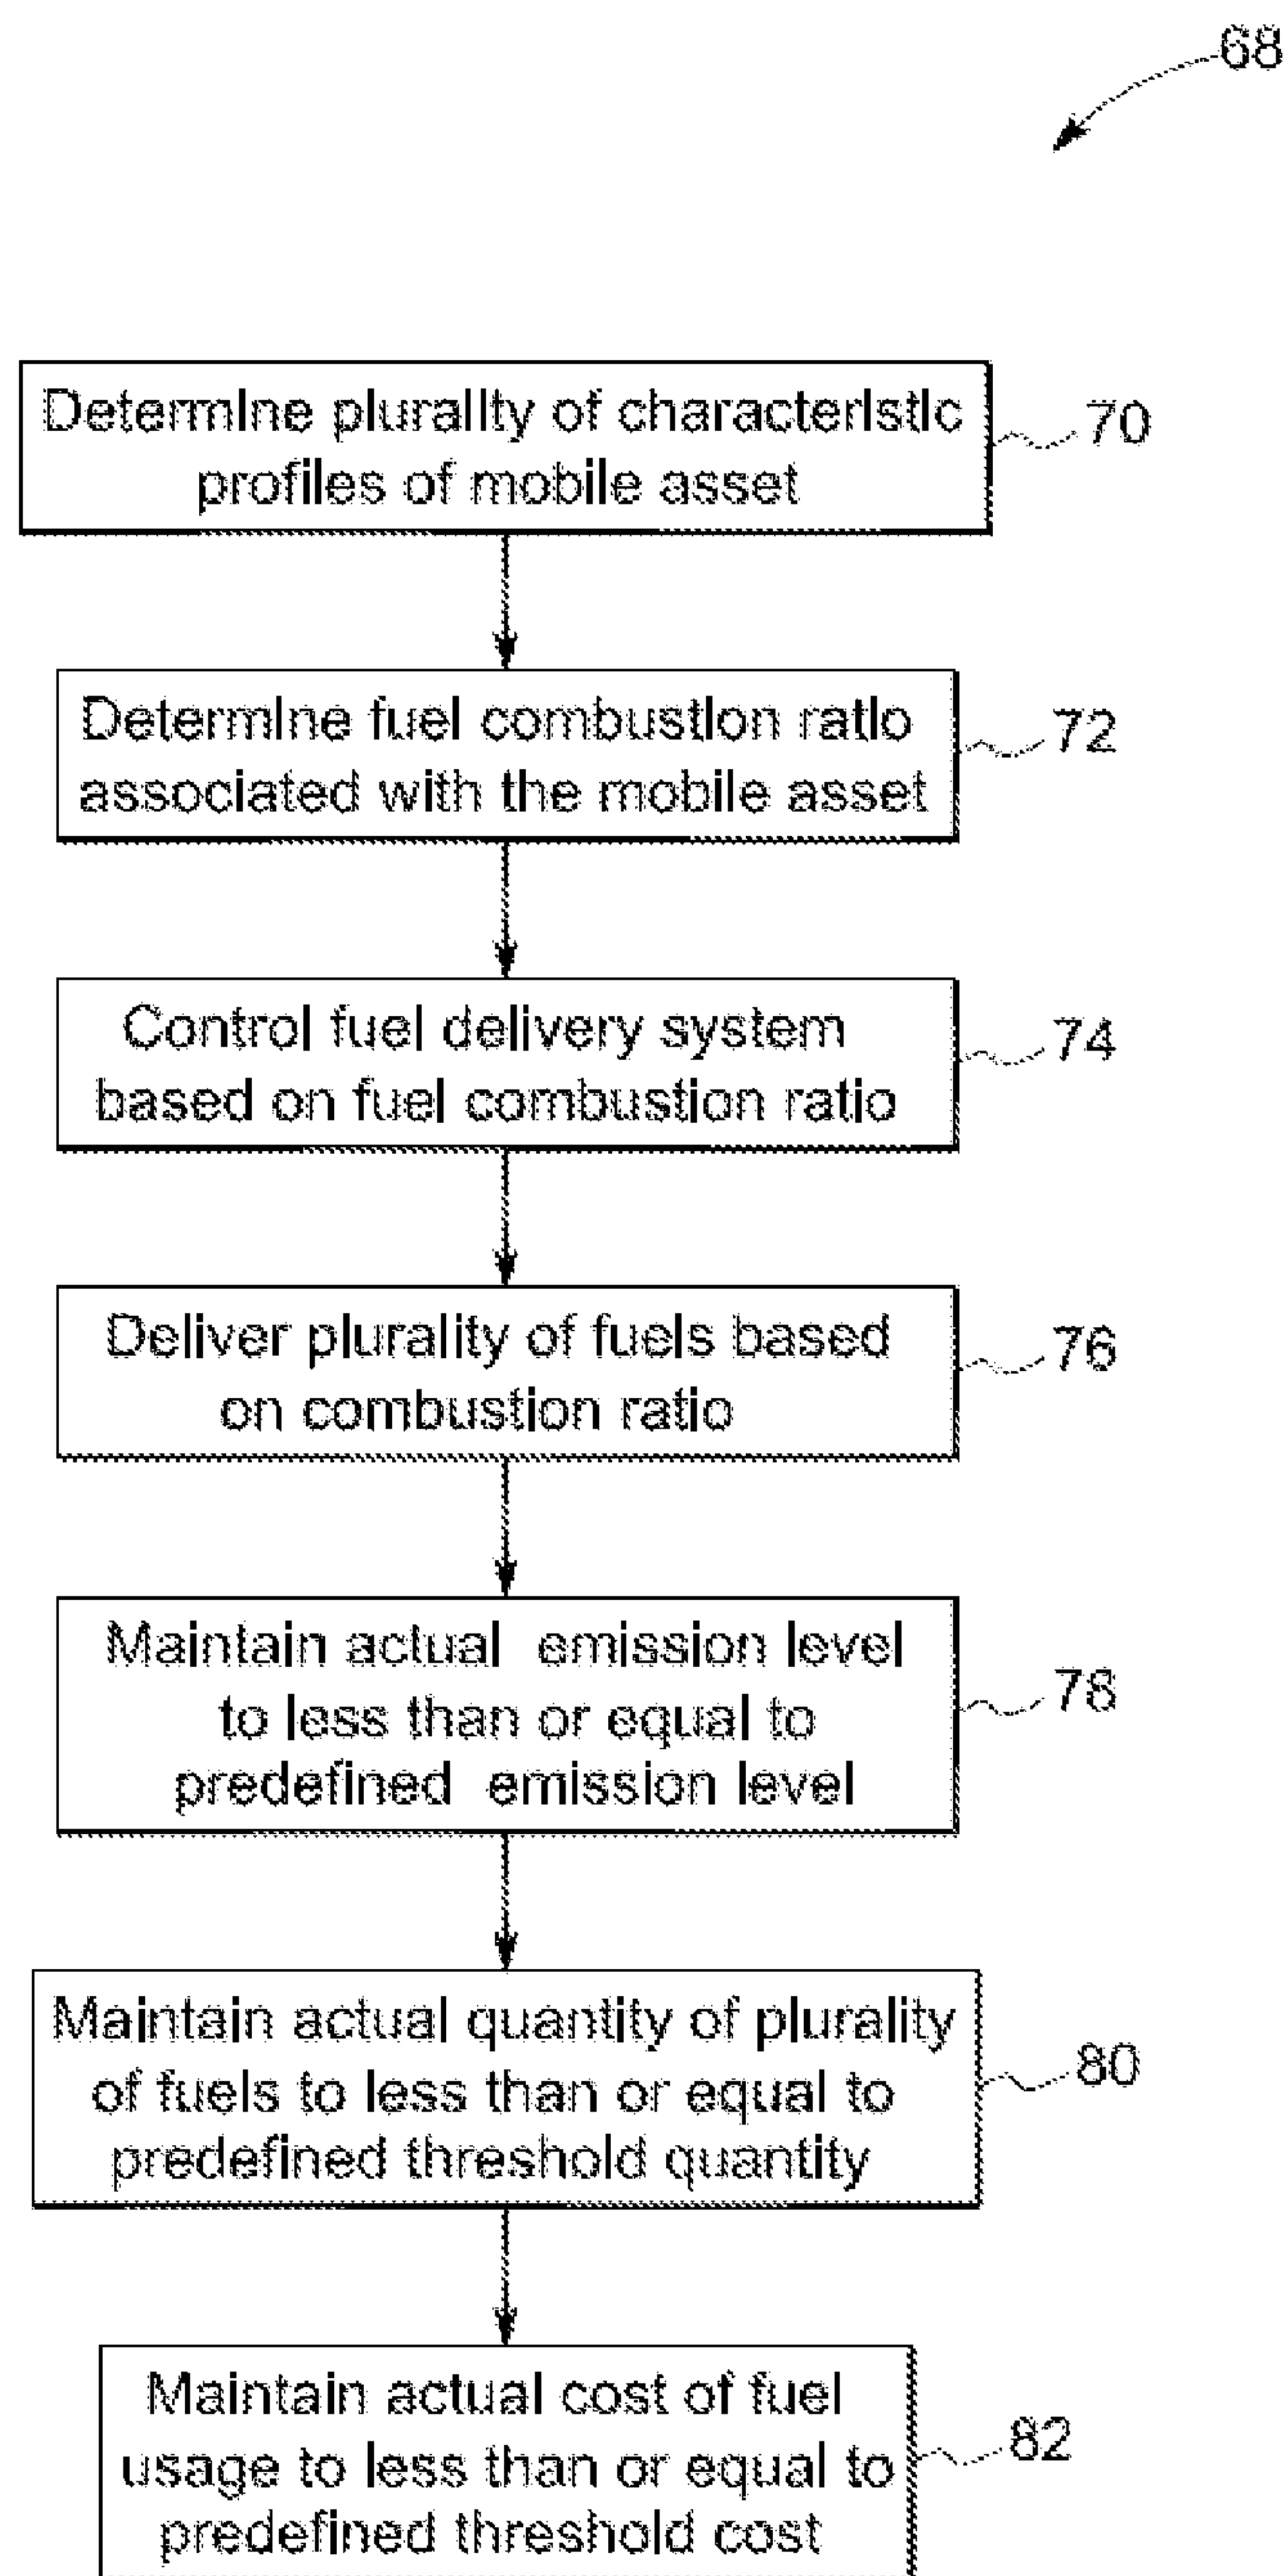 68
Determine plurality of characteristic
profiles of mobile asset
70
Determine fuel combustion ratio
associated with the mobile asset
72
Control fuel delivery system
based on fuel combustion ratio
74
Deliver plurality of fuels based
on combustion ratio
76
Maintain actual emission level
to less than or equal to
predefined emission level
78
Maintain actual quantity of plurality
of fuels to less than or equal to
predefined threshold quantity
80
Maintain actual cost of fuel
usage to less than or equal to
predefined threshold cost
82